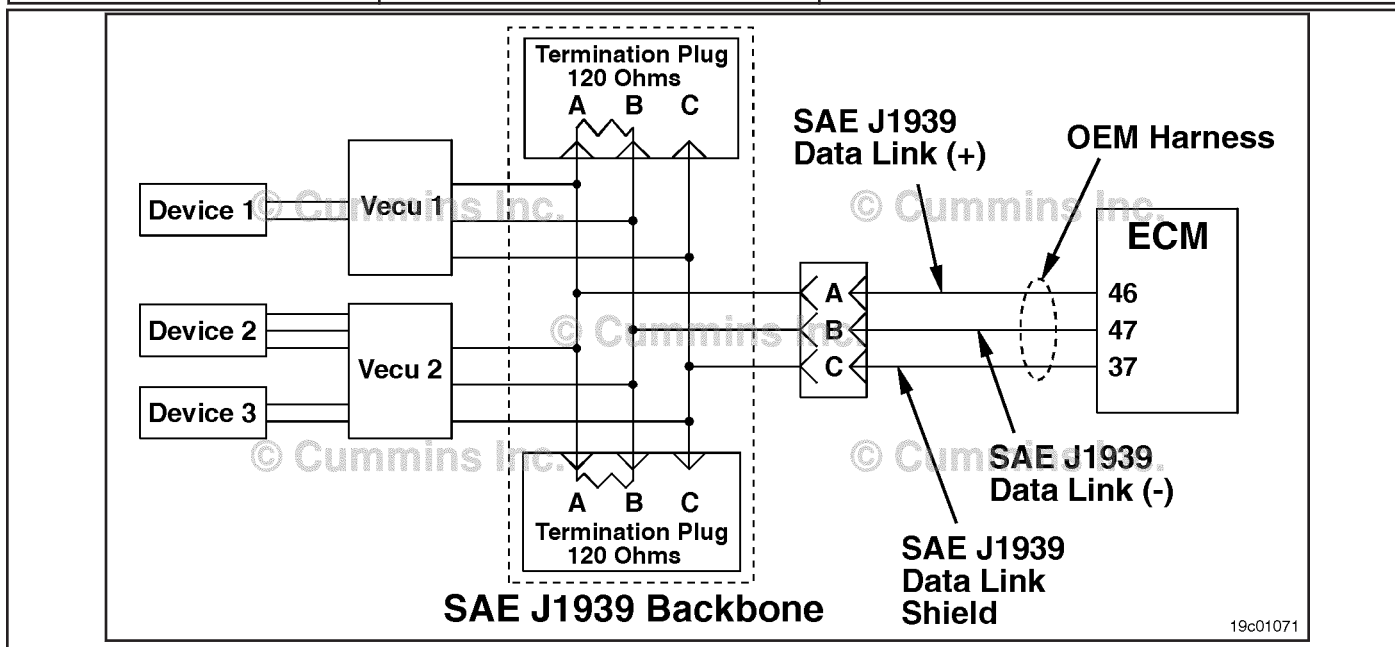 Termination Plug
120 Ohms
A B C
SAE J1939
Data Link (+)
OEM Harness
Device 1
Vecu 1
© Cummins Inc.
© Cummins Inc.
ECM
A
46
Device 2
© Cummins Inc.
B
47
Vecu 2
C
37
Device 3
© Cummins Inc.
© Cummins Inc.
SAE J1939
Data Link (-)
A B C
Termination Plug
120 Ohms
SAE J1939
Data Link
Shield
SAE J1939 Backbone
19c01071